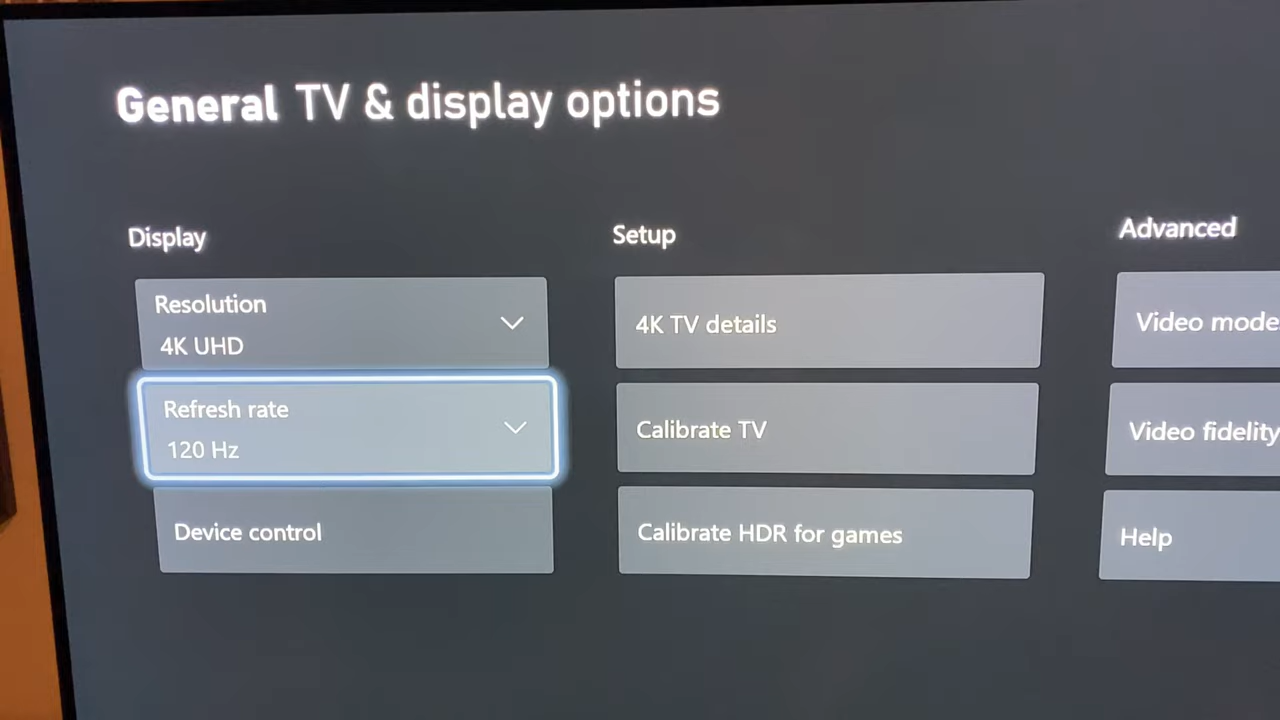 General TV & display options
Display
Resolution
4K UHD
Refresh rate
120 Hz
Device control
Setup
4K TV details
Calibrate TV
Calibrate HDR for games
Advanced
Video mode
Video fidelity
Help